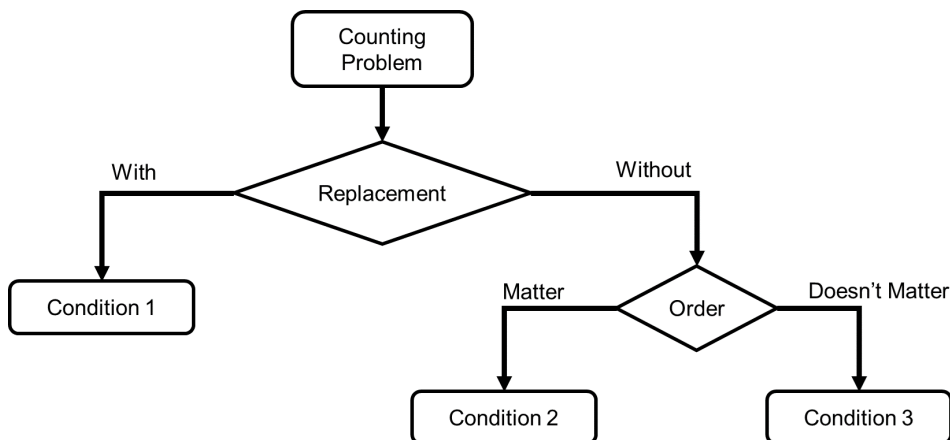 Counting
Problem
With
Without
Replacement
Matter
Doesn't Matter
Order
Condition 1
Condition 2
Condition 3